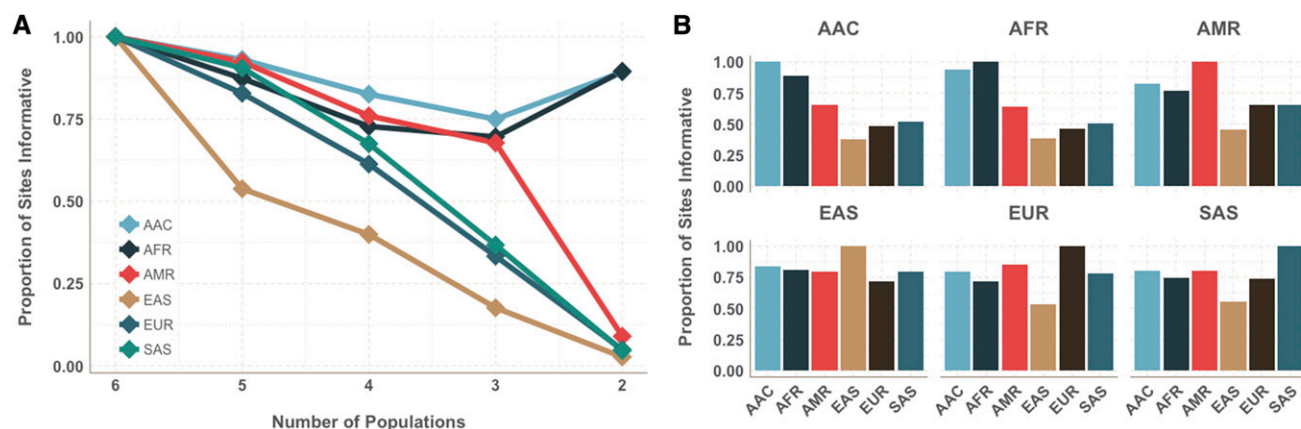 A
Proportion of Sites Informative
1.00
0.75
0.50
0.25
0.00
AAC
AFR
AMR
EAS
EUR
SAS
6 5 4 3 2
Number of Populations
B
Proportion of Sites Informative
AAC AFR AMR
1.00
0.75
0.50
0.25
0.00
EAS EUR SAS
1.00
0.75
0.50
0.25
0.00
AAC AFR AMR EAS EUR SAS AAC AFR AMR EAS EUR SAS AAC AFR AMR EAS EUR SAS